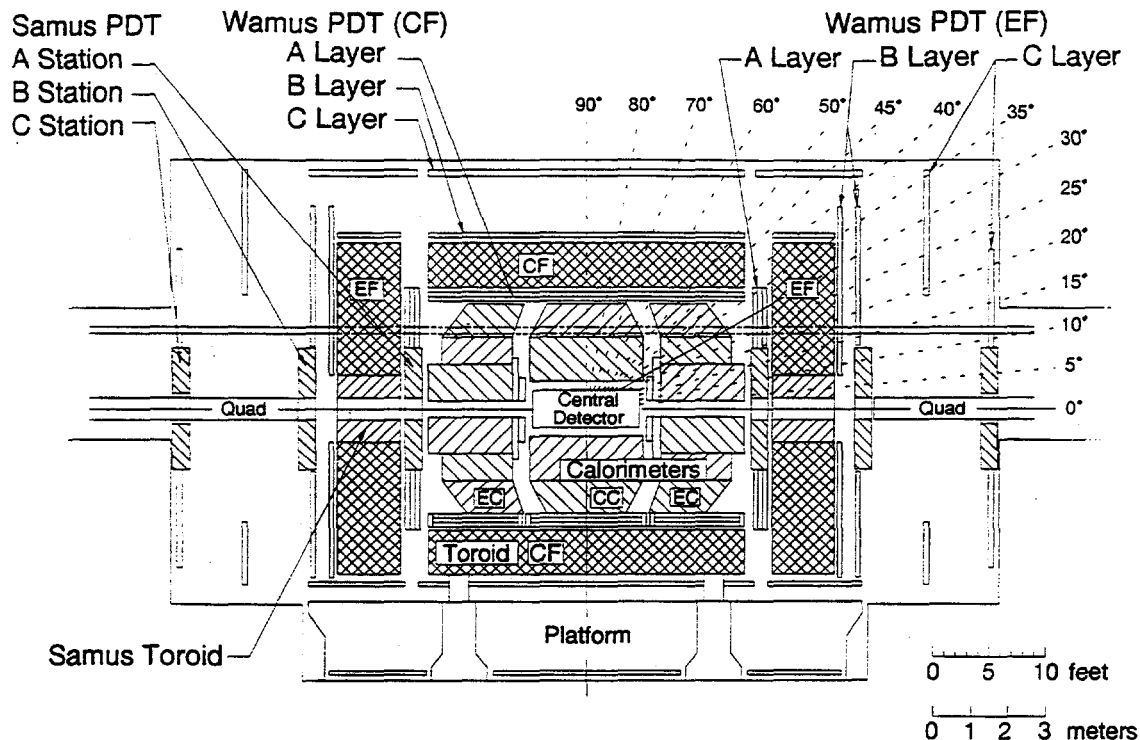 Samus PDT
A Station
B Station
C Station
Wamus PDT (CF)
A Layer
B Layer
C Layer
Wamus PDT (EF)
A Layer
B Layer
C Layer
90°
80°
70°
60°
50°
45°
40°
35°
30°
25°
20°
15°
10°
5°
0°
CF
EF
EF
Quad
Central
Detector
Quad
Calorimeters
EC
CC
EC
Toroid
CF
Samus Toroid
Platform
0 5 10 feet
0 1 2 3 meters